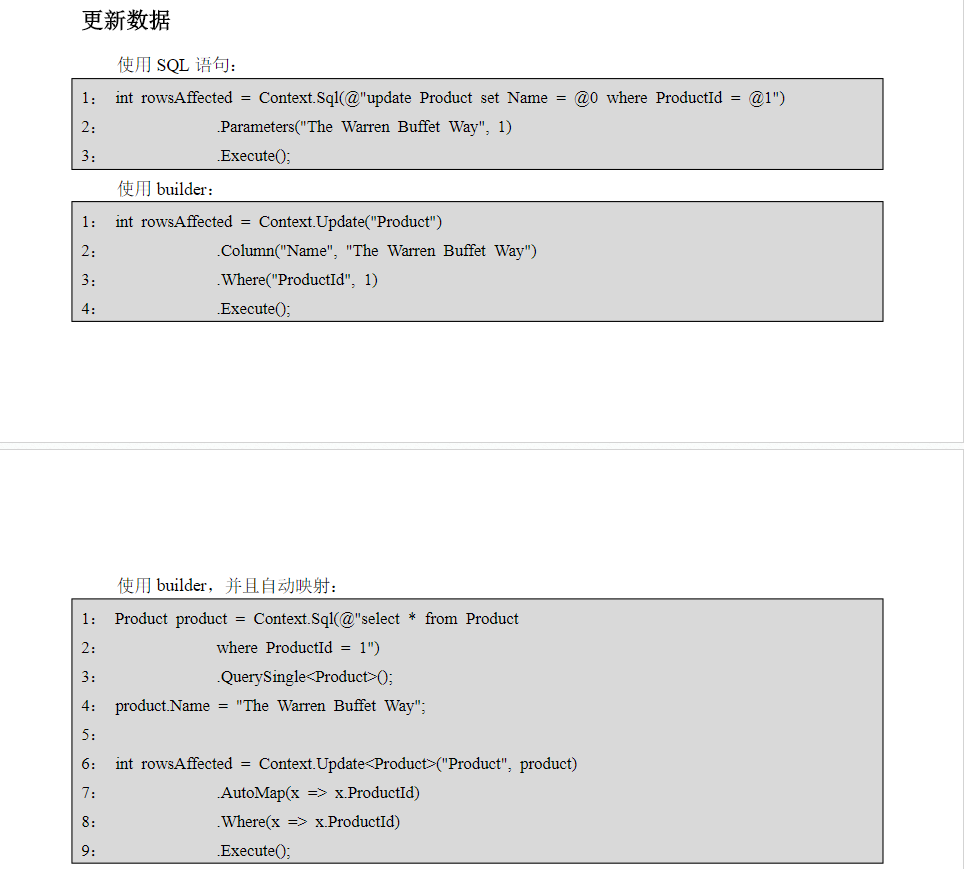 更新数据
使用 SQL 语句：
1： int rowsAffected = Context.Sql(@"update Product set Name = @0 where ProductId = @1")
2： .Parameters("The Warren Buffet Way", 1)
3： .Execute();
使用 builder：
1： int rowsAffected = Context.Update("Product")
2： .Column("Name", "The Warren Buffet Way")
3： .Where("ProductId", 1)
4： .Execute();
使用 builder，并且自动映射：
1： Product product = Context.Sql(@"select * from Product
2： where ProductId = 1")
3： .QuerySingle<Product>();
4： product.Name = "The Warren Buffet Way";
5：
6： int rowsAffected = Context.Update<Product>("Product", product)
7： .AutoMap(x => x.ProductId)
8： .Where(x => x.ProductId)
9： .Execute();